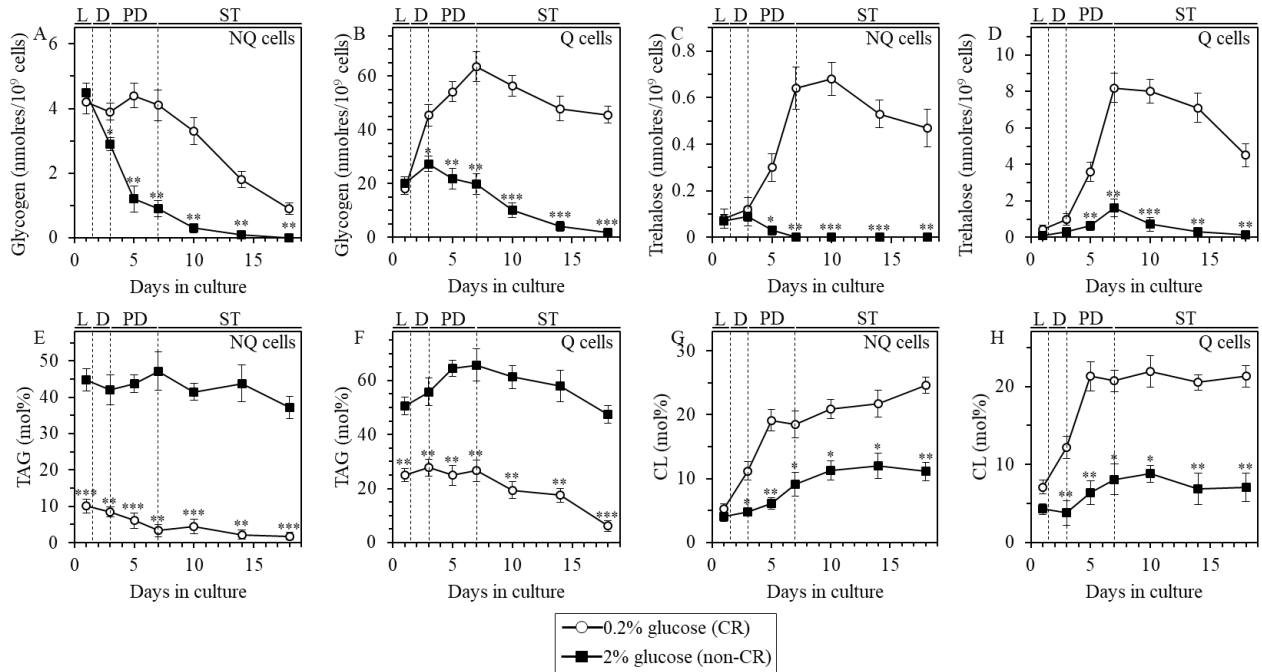 L D PD ST
L D PD ST
L D PD ST
L D PD ST
A NQ cells
B Q cells
C NQ cells
D Q cells
Glycogen (nmolres/10⁹ cells)
6
4
2
0
* ** ** ** ** **
0 5 10 15
Days in culture
Glycogen (nmolres/10⁹ cells)
60
40
20
0
* ** ** *** *** ***
0 5 10 15
Days in culture
Trehalose (nmolres/10⁹ cells)
0.8
0.6
0.4
0.2
0
* ** *** *** **
0 5 10 15
Days in culture
Trehalose (nmolres/10⁹ cells)
10
8
6
4
2
0
** ** *** ** **
0 5 10 15
Days in culture
L D PD ST
L D PD ST
L D PD ST
L D PD ST
E NQ cells
F Q cells
G NQ cells
H Q cells
TAG (mol%)
50
40
30
20
10
0
*** ** *** ** *** ** ***
0 5 10 15
Days in culture
TAG (mol%)
60
40
20
0
** ** ** ** ** ** ***
0 5 10 15
Days in culture
CL (mol%)
30
20
10
0
* ** * * * **
0 5 10 15
Days in culture
CL (mol%)
20
10
0
** ** * * ** **
0 5 10 15
Days in culture
0.2% glucose (CR)
2% glucose (non-CR)